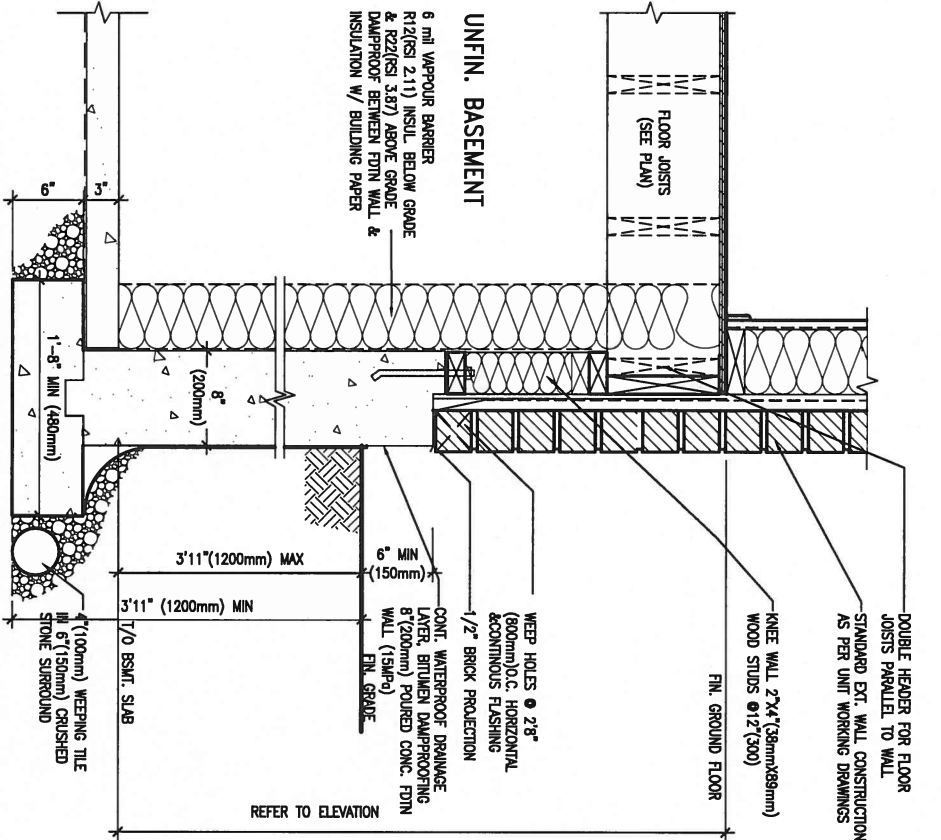 UNFIN. BASEMENT
6 mil VAPPOUR BARRIER
R12(RSI 2.11) INSUL. BELOW GRADE
& R22(RSI 3.87) ABOVE GRADE
DAMPPROOF BETWEEN FDTN WALL &
INSULATION W/ BUILDING PAPER
FLOOR JOISTS
(SEE PLAN)
DOUBLE HEADER FOR FLOOR
JOISTS PARALLEL TO WALL
STANDARD EXT. WALL CONSTRUCTION
AS PER UNIT WORKING DRAWINGS
KNEE WALL 2"X4"(38mmX89mm)
WOOD STUDS @12"(300)
FIN. GROUND FLOOR
WEEP HOLES @ 2'8"
(800mm)O.C. HORIZONTAL
&CONTINOUS FLASHING
1/2" BRICK PROJECTION
CONT. WATERPROOF DRAINAGE
LAYER, BITUMEN DAMPPROOFING
8"(200mm) POURED CONC. FDTN
WALL (15MPa)
FIN. GRADE
T/O BSMT. SLAB
4"(100mm) WEEPING TILE
IN 6"(150mm) CRUSHED
STONE SURROUND
6"
3"
8"
(200mm)
1'-8" MIN (480mm)
6" MIN
(150mm)
3'11"(1200mm) MAX
3'11" (1200mm) MIN
REFER TO ELEVATION